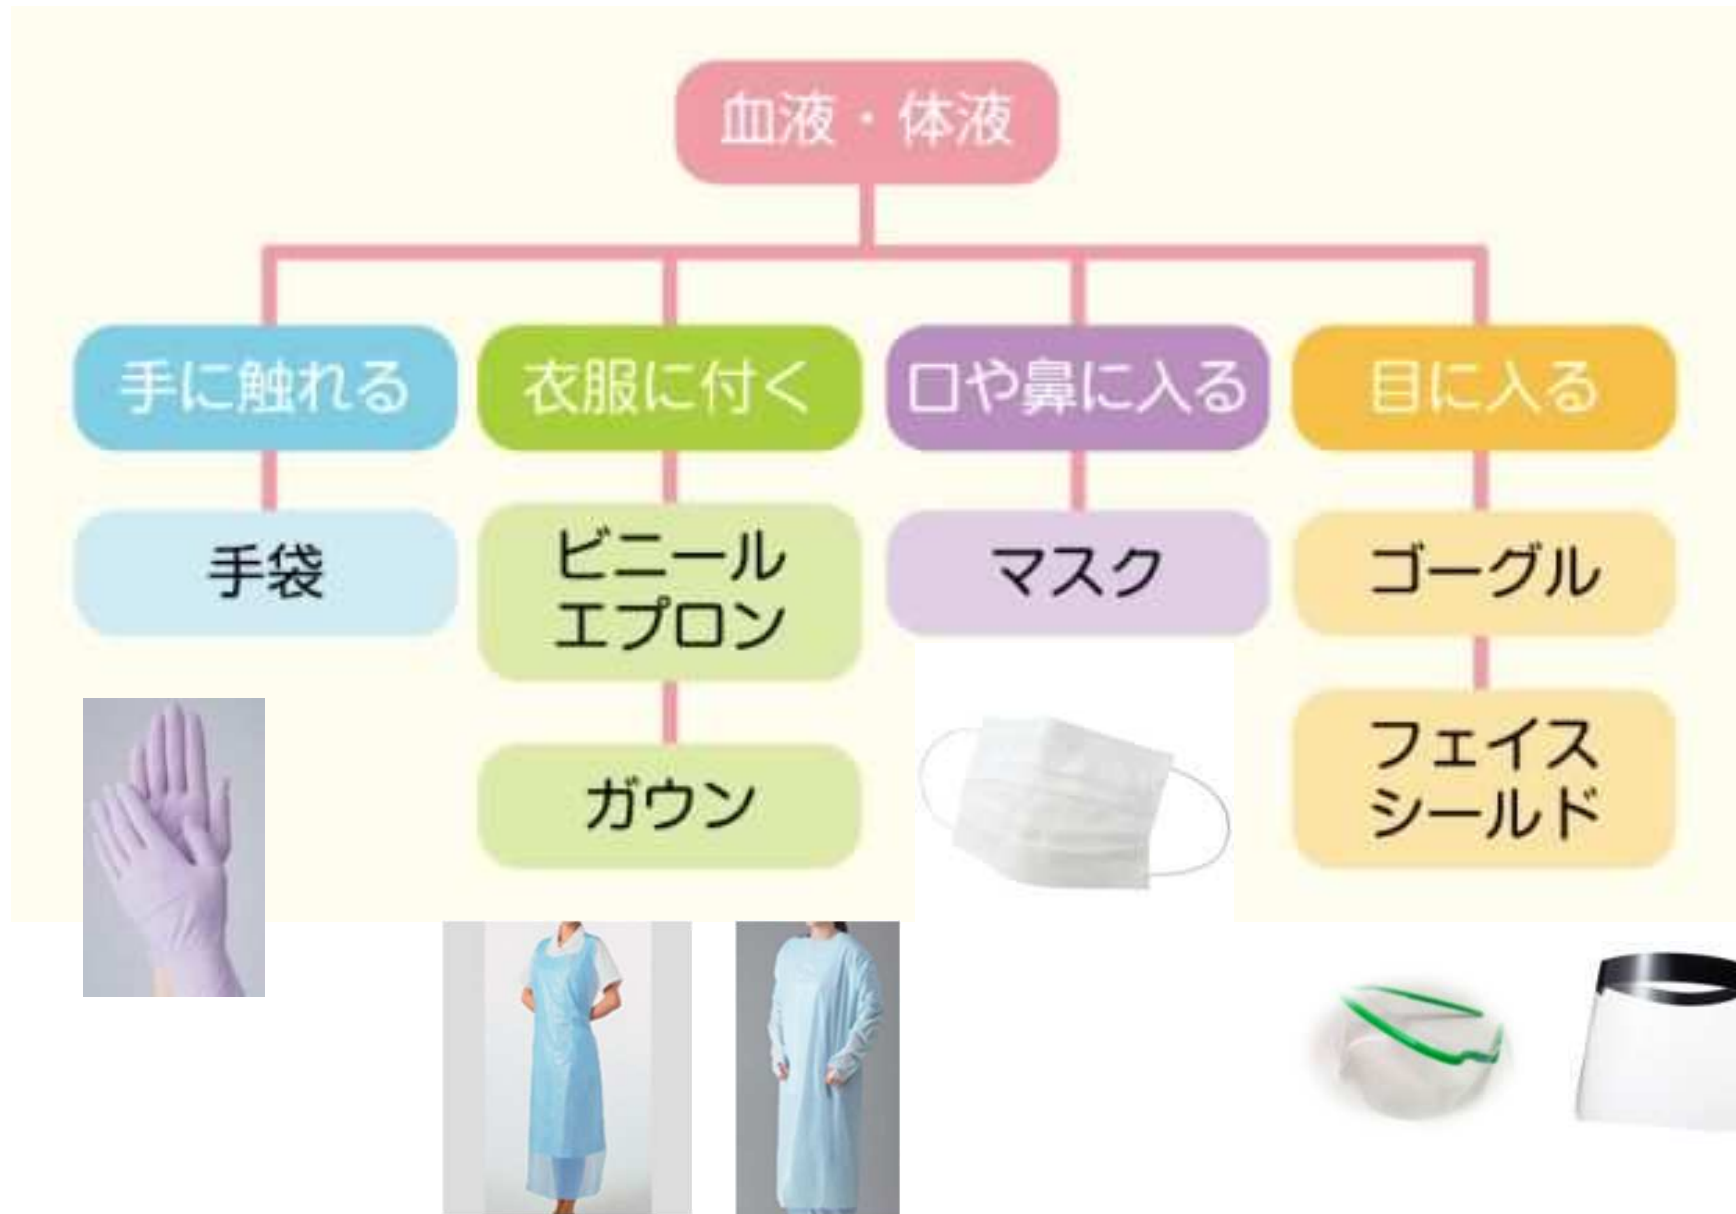 血液・体液
手に触れる
衣服に付く
口や鼻に入る
目に入る
手袋
ビニール
エプロン
マスク
ゴーグル
ガウン
フェイス
シールド